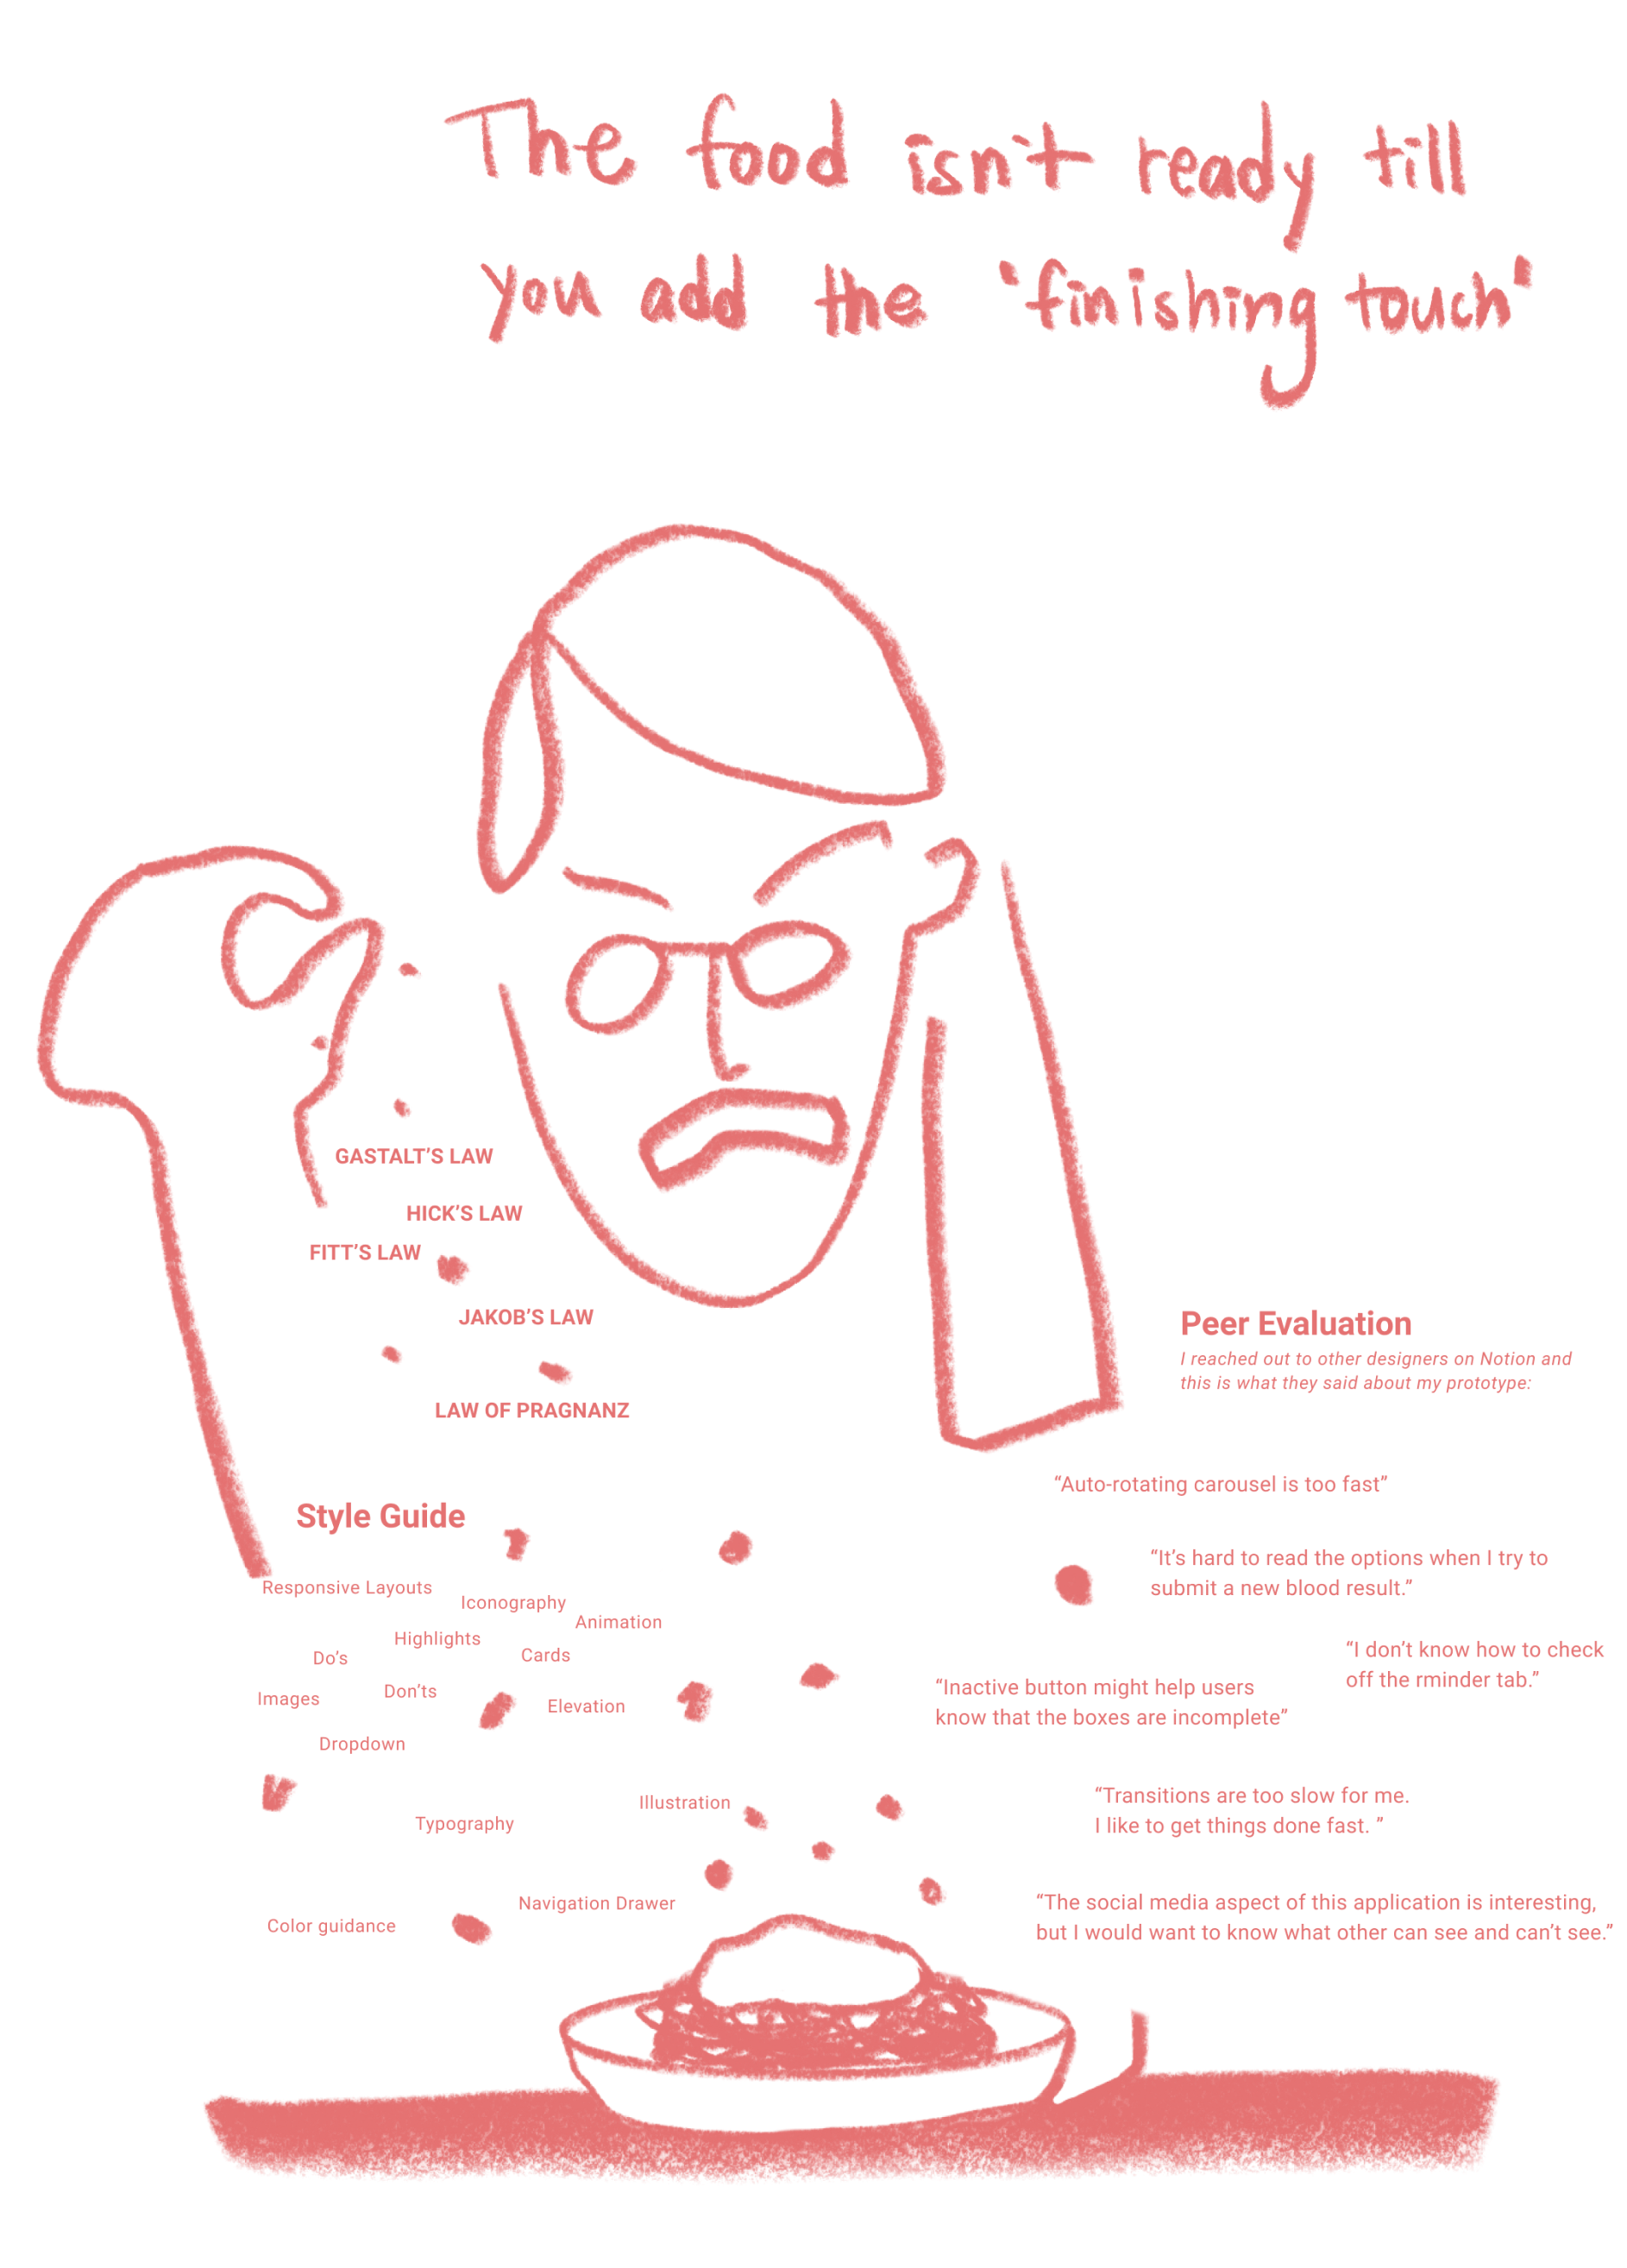 The food isn't ready till
you add the 'finishing touch'
GASTALT'S LAW
HICK'S LAW
FITT'S LAW
JAKOB'S LAW
LAW OF PRAGNANZ
Style Guide
Responsive Layouts
Iconography
Animation
Highlights
Do's
Cards
Don'ts
Images
Elevation
Dropdown
Illustration
Typography
Navigation Drawer
Color guidance
Peer Evaluation
I reached out to other designers on Notion and
this is what they said about my prototype:
“Auto-rotating carousel is too fast”
“It's hard to read the options when I try to
submit a new blood result.”
“I don't know how to check
off the rminder tab.”
“Inactive button might help users
know that the boxes are incomplete”
“Transitions are too slow for me.
I like to get things done fast. ”
“The social media aspect of this application is interesting,
but I would want to know what other can see and can't see.”